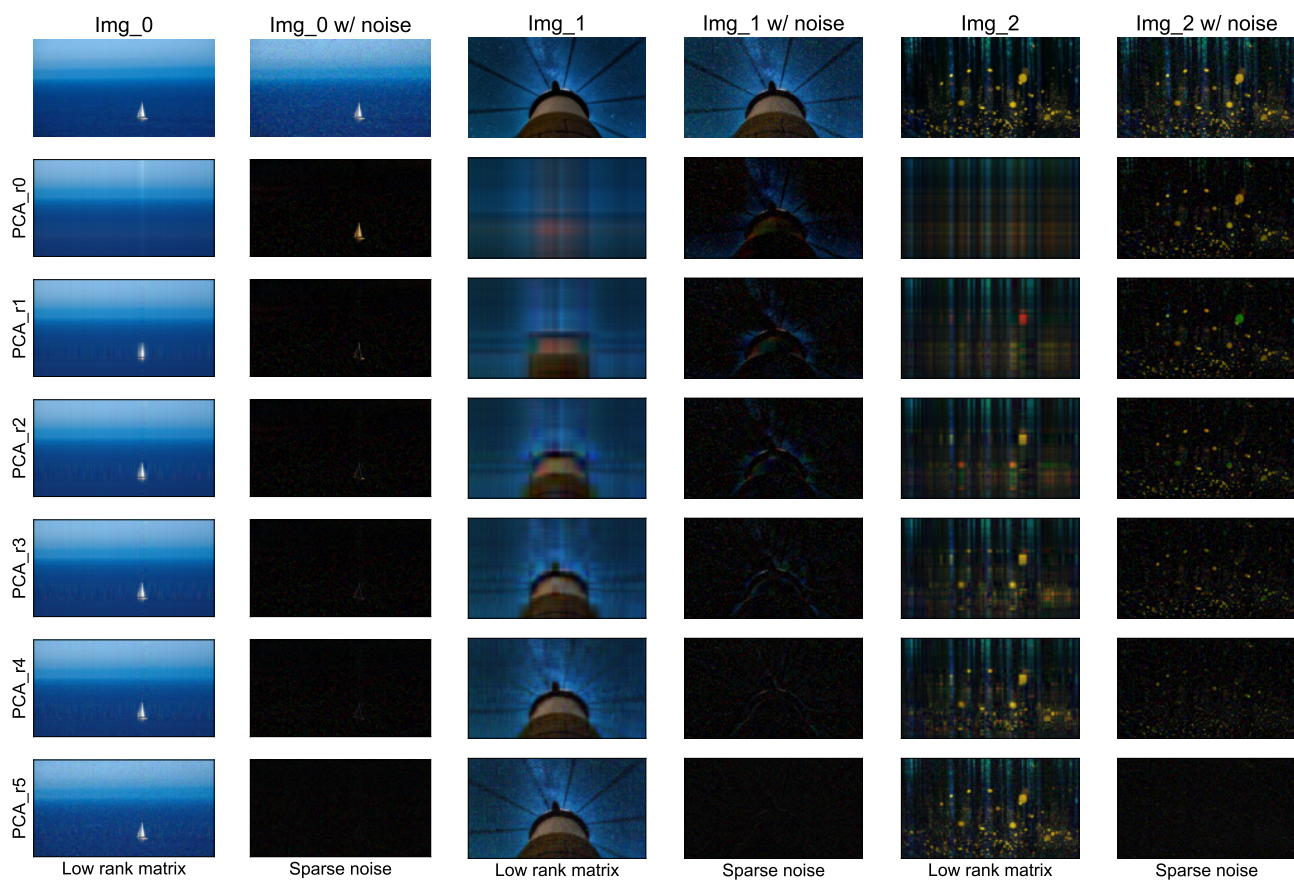 Img_0
Img_0 w/ noise
Img_1
Img_1 w/ noise
Img_2
Img_2 w/ noise
PCA_r0
PCA_r1
PCA_r2
PCA_r3
PCA_r4
PCA_r5
Low rank matrix
Sparse noise
Low rank matrix
Sparse noise
Low rank matrix
Sparse noise